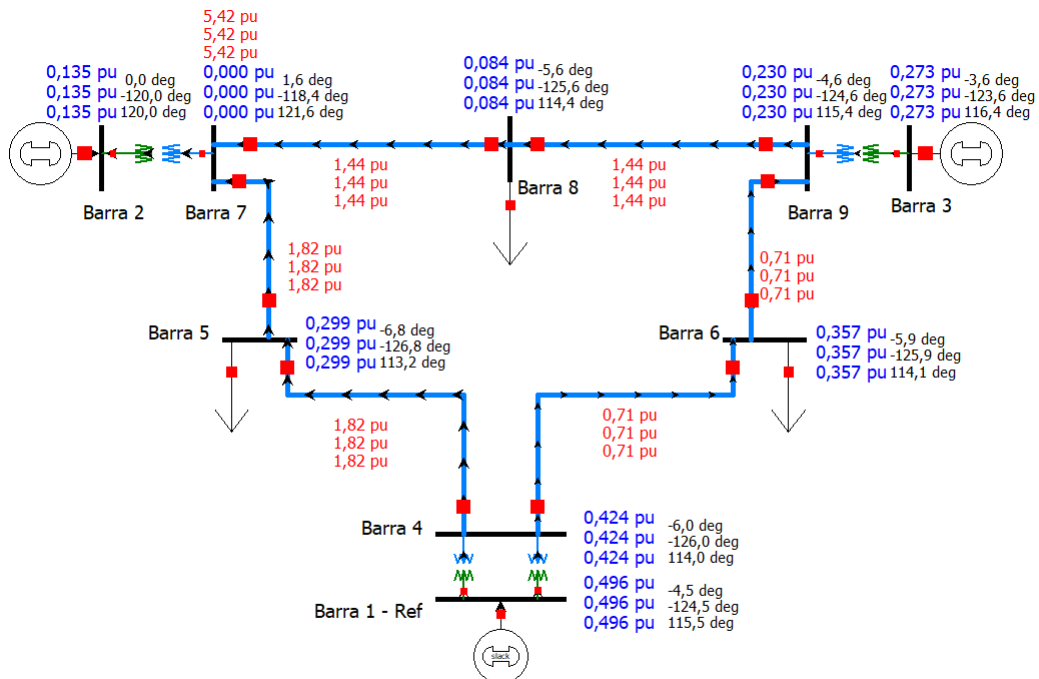 5,42 pu
5,42 pu
5,42 pu
0,135 pu 0,0 deg
0,135 pu -120,0 deg
0,135 pu 120,0 deg
0,000 pu 1,6 deg
0,000 pu -118,4 deg
0,000 pu 121,6 deg
0,084 pu -5,6 deg
0,084 pu -125,6 deg
0,084 pu 114,4 deg
0,230 pu -4,6 deg
0,230 pu -124,6 deg
0,230 pu 115,4 deg
0,273 pu -3,6 deg
0,273 pu -123,6 deg
0,273 pu 116,4 deg
Barra 2
Barra 7
1,44 pu
1,44 pu
1,44 pu
Barra 8
1,44 pu
1,44 pu
1,44 pu
Barra 9
Barra 3
1,82 pu
1,82 pu
1,82 pu
0,71 pu
0,71 pu
0,71 pu
Barra 5
0,299 pu -6,8 deg
0,299 pu -126,8 deg
0,299 pu 113,2 deg
Barra 6
0,357 pu -5,9 deg
0,357 pu -125,9 deg
0,357 pu 114,1 deg
1,82 pu
1,82 pu
1,82 pu
0,71 pu
0,71 pu
0,71 pu
Barra 4
0,424 pu -6,0 deg
0,424 pu -126,0 deg
0,424 pu 114,0 deg
Barra 1 - Ref
0,496 pu -4,5 deg
0,496 pu -124,5 deg
0,496 pu 115,5 deg
slack